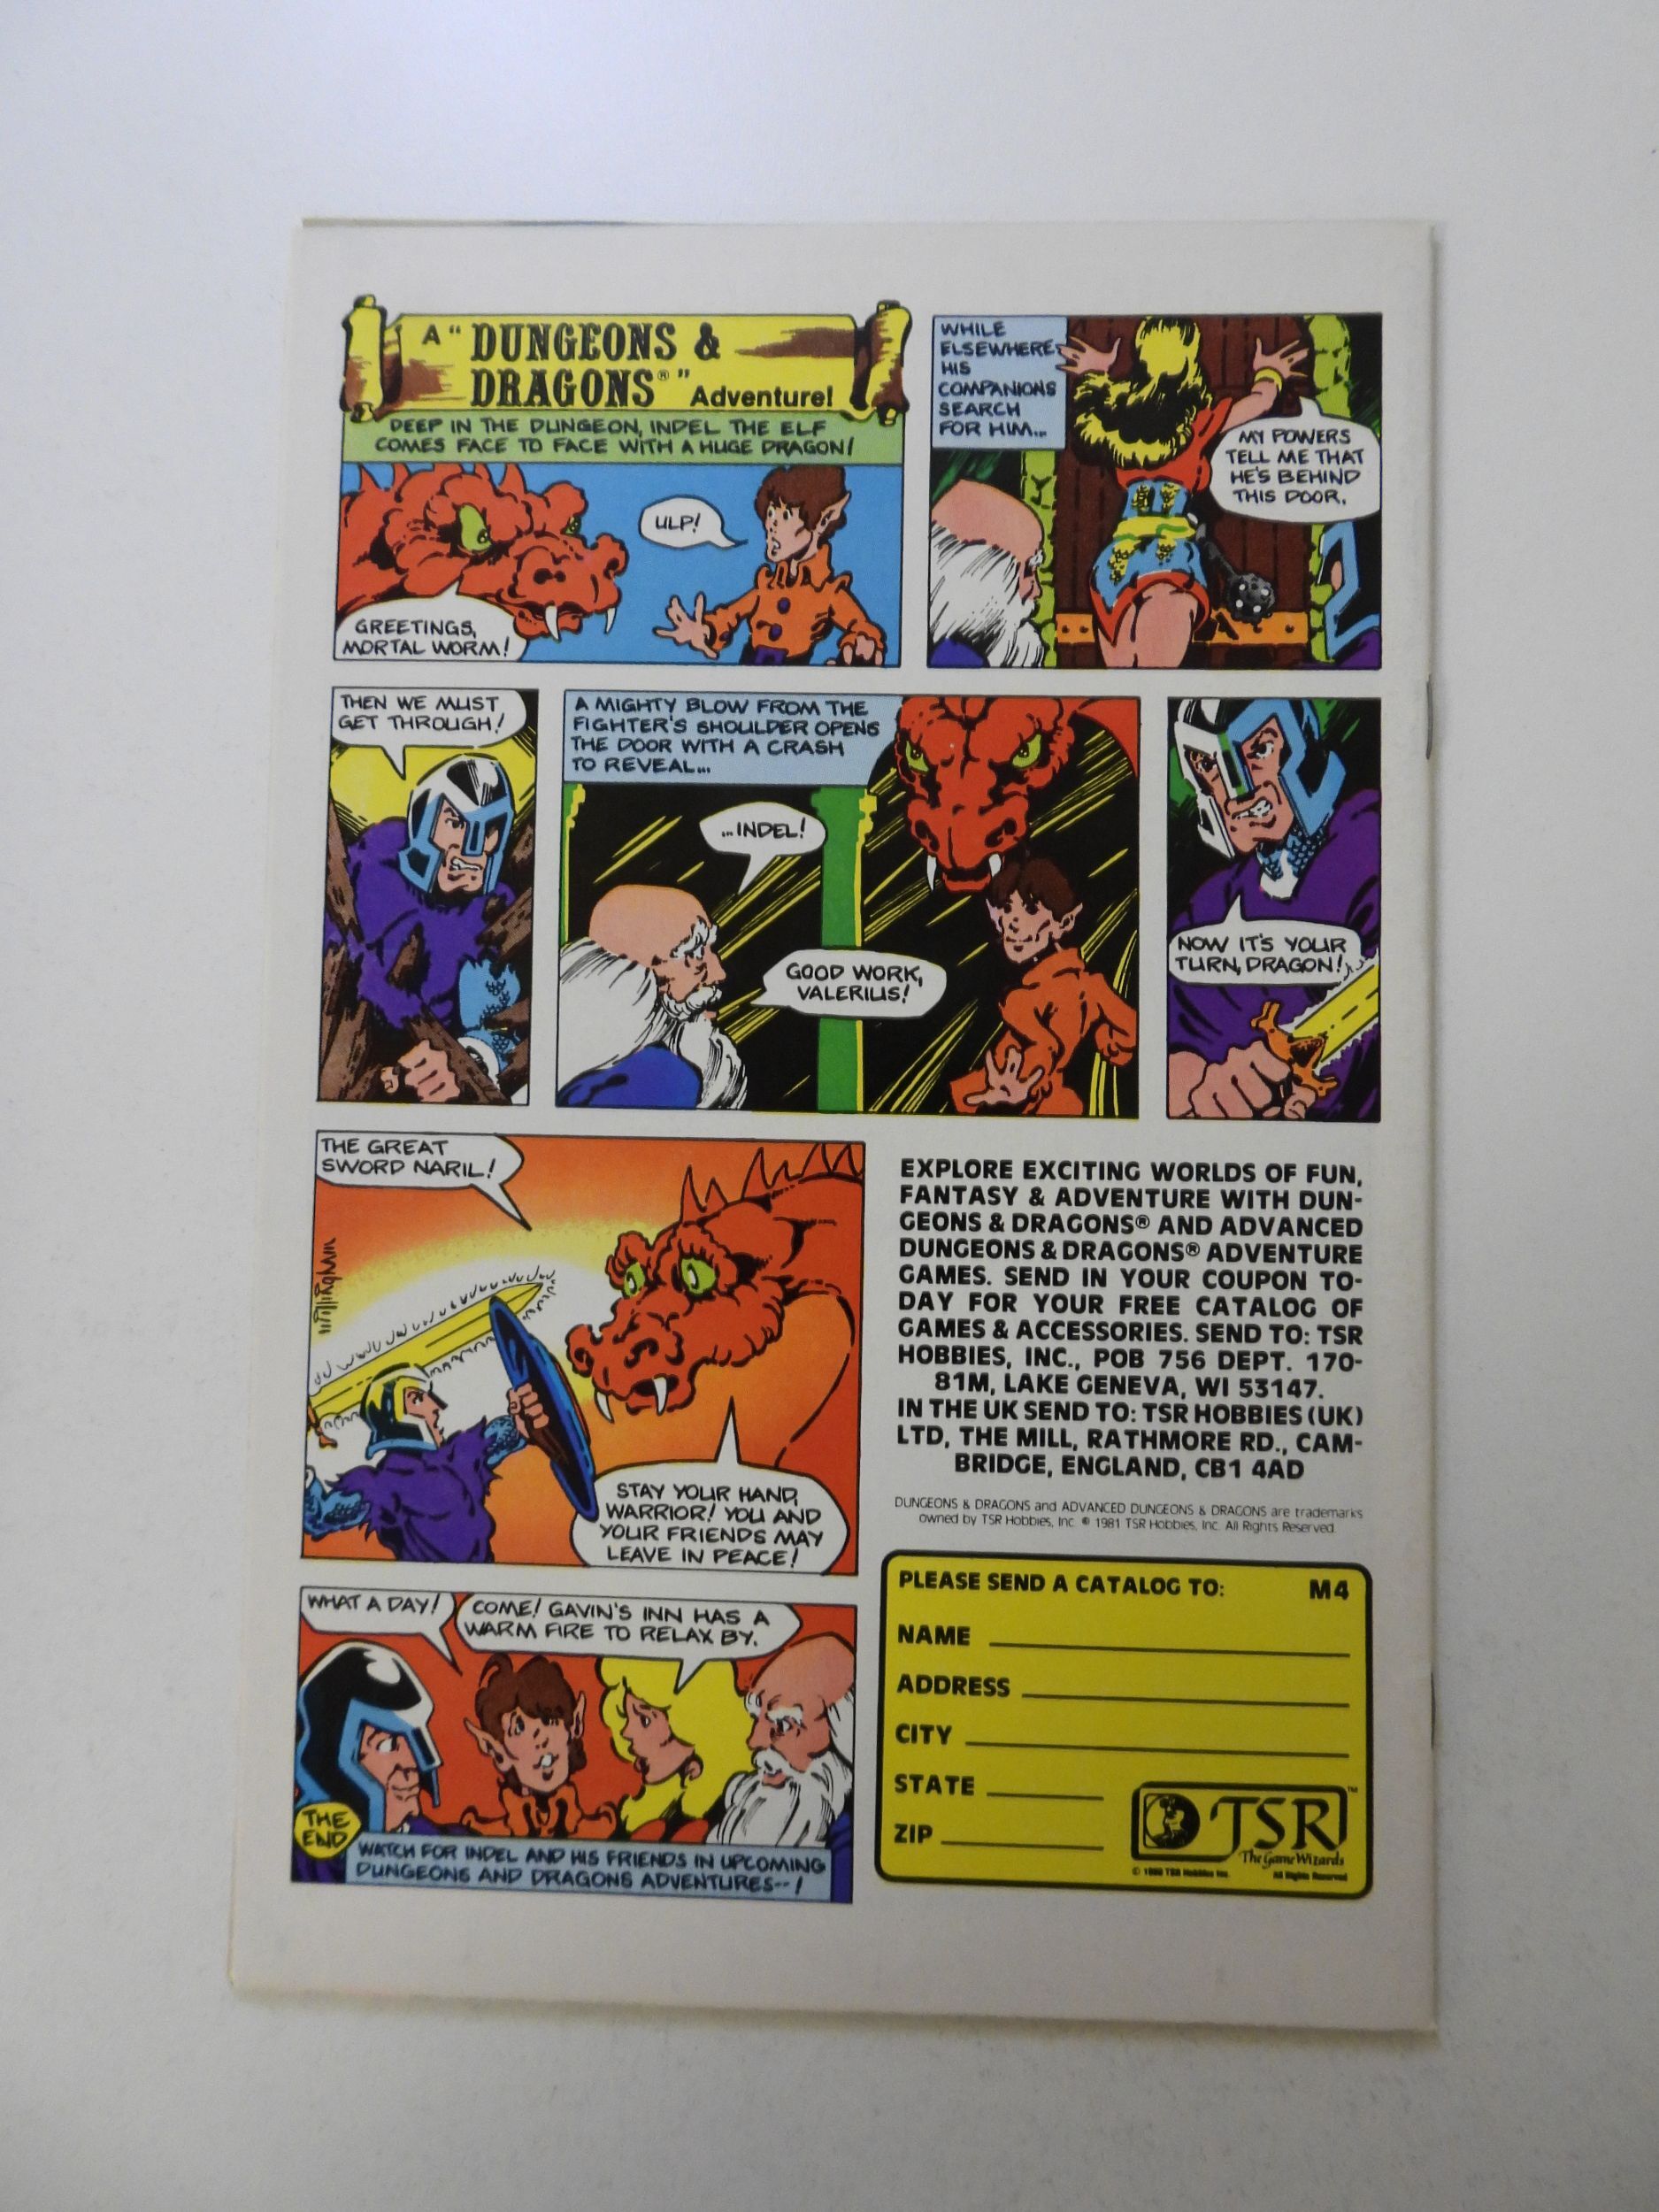 A "DUNGEONS &
DRAGONS®"
Adventure!
DEEP IN THE DUNGEON, INDEL THE ELF
COMES FACE TO FACE WITH A HUGE DRAGON!
GREETINGS,
MORTAL WORM!
ULP!
WHILE
ELSEWHERE,
HIS
COMPANIONS
SEARCH
FOR HIM...
MY POWERS
TELL ME THAT
HE'S BEHIND
THIS DOOR.
THEN WE MUST
GET THROUGH!
A MIGHTY BLOW FROM THE
FIGHTER'S SHOULDER OPENS
THE DOOR WITH A CRASH
TO REVEAL...
...INDEL!
GOOD WORK,
VALERIUS!
NOW IT'S YOUR
TURN, DRAGON!
THE GREAT
SWORD NARIL!
STAY YOUR HAND,
WARRIOR! YOU AND
YOUR FRIENDS MAY
LEAVE IN PEACE!
WHAT A DAY!
COME! GAVIN'S INN HAS A
WARM FIRE TO RELAX BY.
THE
END
WATCH FOR INDEL AND HIS FRIENDS IN UPCOMING
DUNGEONS AND DRAGONS ADVENTURES--!
EXPLORE EXCITING WORLDS OF FUN,
FANTASY & ADVENTURE WITH DUN-
GEONS & DRAGONS® AND ADVANCED
DUNGEONS & DRAGONS® ADVENTURE
GAMES. SEND IN YOUR COUPON TO-
DAY FOR YOUR FREE CATALOG OF
GAMES & ACCESSORIES. SEND TO: TSR
HOBBIES, INC., POB 756 DEPT. 170-
81M, LAKE GENEVA, WI 53147.
IN THE UK SEND TO: TSR HOBBIES (UK)
LTD, THE MILL, RATHMORE RD., CAM-
BRIDGE, ENGLAND, CB1 4AD
DUNGEONS & DRAGONS and ADVANCED DUNGEONS & DRAGONS are trademarks
owned by TSR Hobbies, Inc. © 1981 TSR Hobbies, Inc. All Rights Reserved.
PLEASE SEND A CATALOG TO: M4
NAME
ADDRESS
CITY
STATE
ZIP
TSR™
The Game Wizards
© 1980 TSR Hobbies Inc. All Rights Reserved